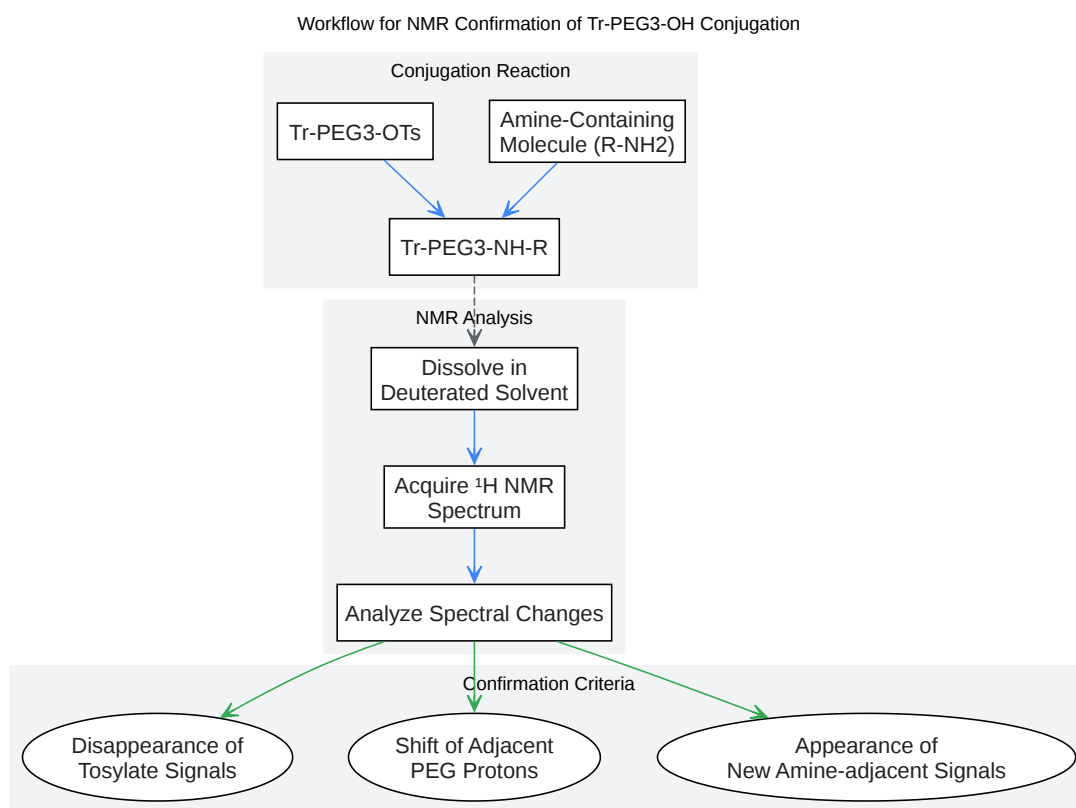 Workflow for NMR Confirmation of Tr-PEG3-OH Conjugation
Conjugation Reaction
Tr-PEG3-OTs
Amine-Containing
Molecule (R-NH2)
Tr-PEG3-NH-R
NMR Analysis
Dissolve in
Deuterated Solvent
Acquire ¹H NMR
Spectrum
Analyze Spectral Changes
Confirmation Criteria
Disappearance of
Tosylate Signals
Shift of Adjacent
PEG Protons
Appearance of
New Amine-adjacent Signals